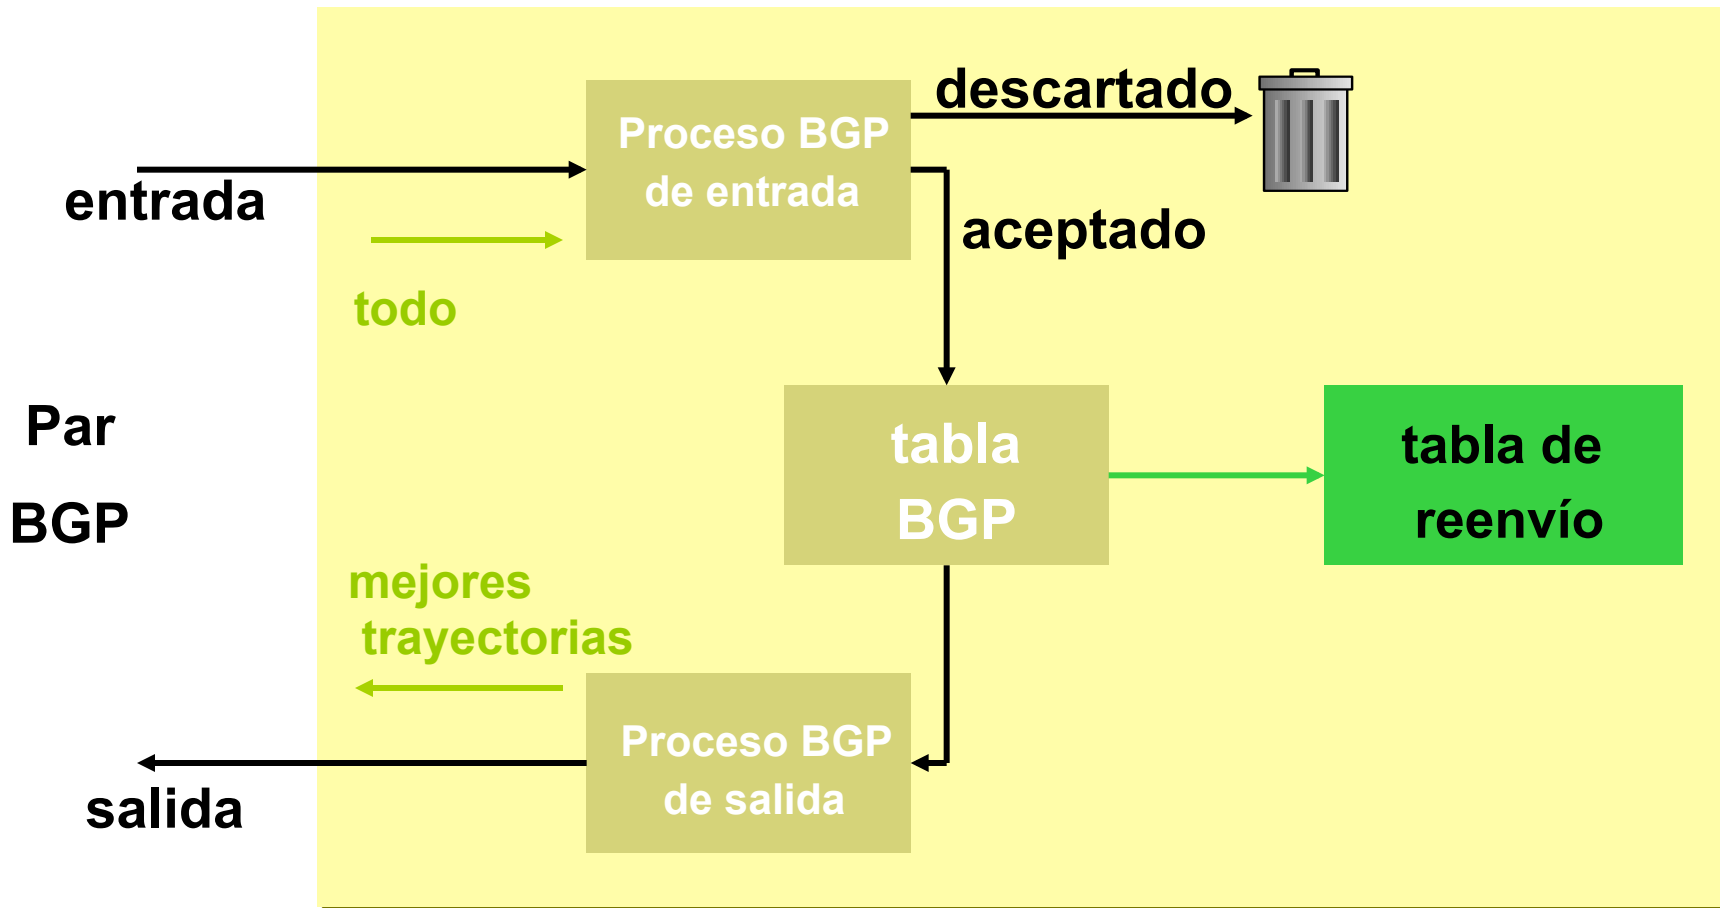 descartado
Proceso BGP
de entrada
entrada
aceptado
todo
Par
BGP
tabla
BGP
tabla de
reenvío
mejores
trayectorias
Proceso BGP
de salida
salida